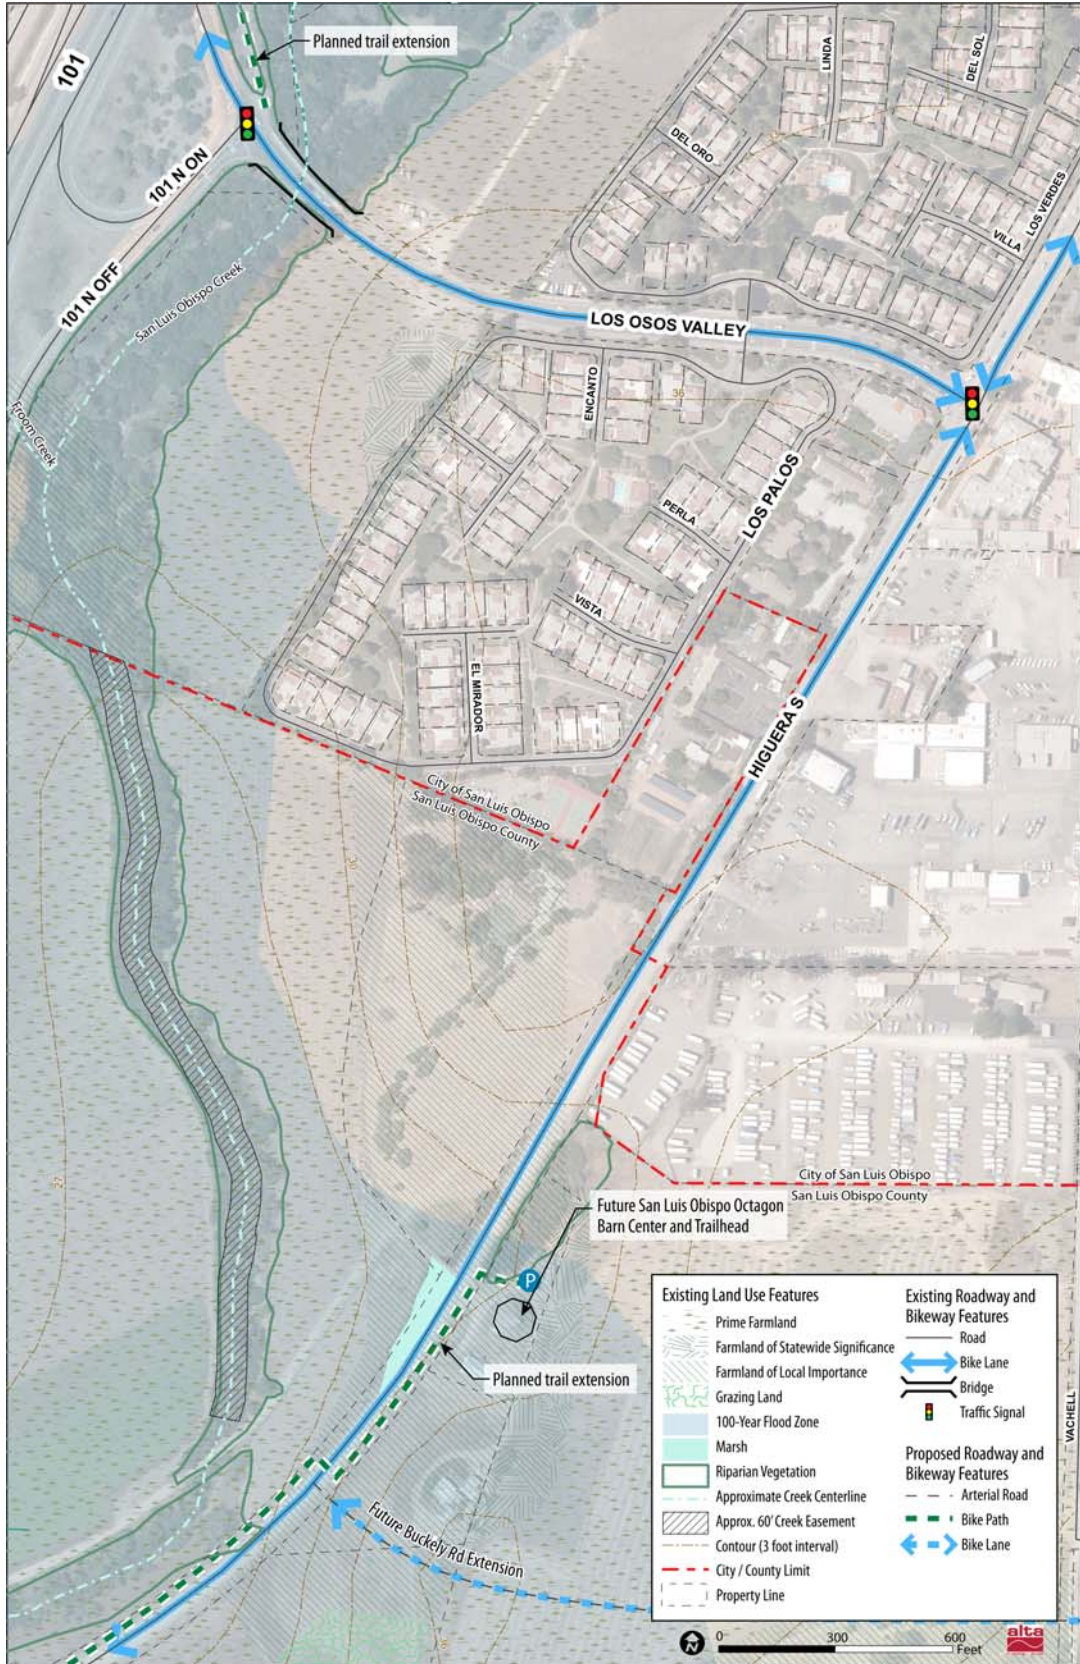 Planned trail extension
101
LINDA
DEL SOL
DEL ORO
101 N ON
LOS VERDES
VILLA
101 N OFF
San Luis Obispo Creek
LOS OSOS VALLEY
ENCANTO
36
Froom Creek
LOS PALOS
PERLA
VISTA
EL MIRADOR
HIGUERA S
City of San Luis Obispo
San Luis Obispo County
30
27
City of San Luis Obispo
San Luis Obispo County
Future San Luis Obispo Octagon
Barn Center and Trailhead
P
Planned trail extension
Future Buckely Rd Extension
VACHELL
Existing Land Use Features
Prime Farmland
Farmland of Statewide Significance
Farmland of Local Importance
Grazing Land
100-Year Flood Zone
Marsh
Riparian Vegetation
Approximate Creek Centerline
Approx. 60' Creek Easement
Contour (3 foot interval)
City / County Limit
Property Line
Existing Roadway and
Bikeway Features
Road
Bike Lane
Bridge
Traffic Signal
Proposed Roadway and
Bikeway Features
Arterial Road
Bike Path
Bike Lane
N
0 300 600
Feet
alta